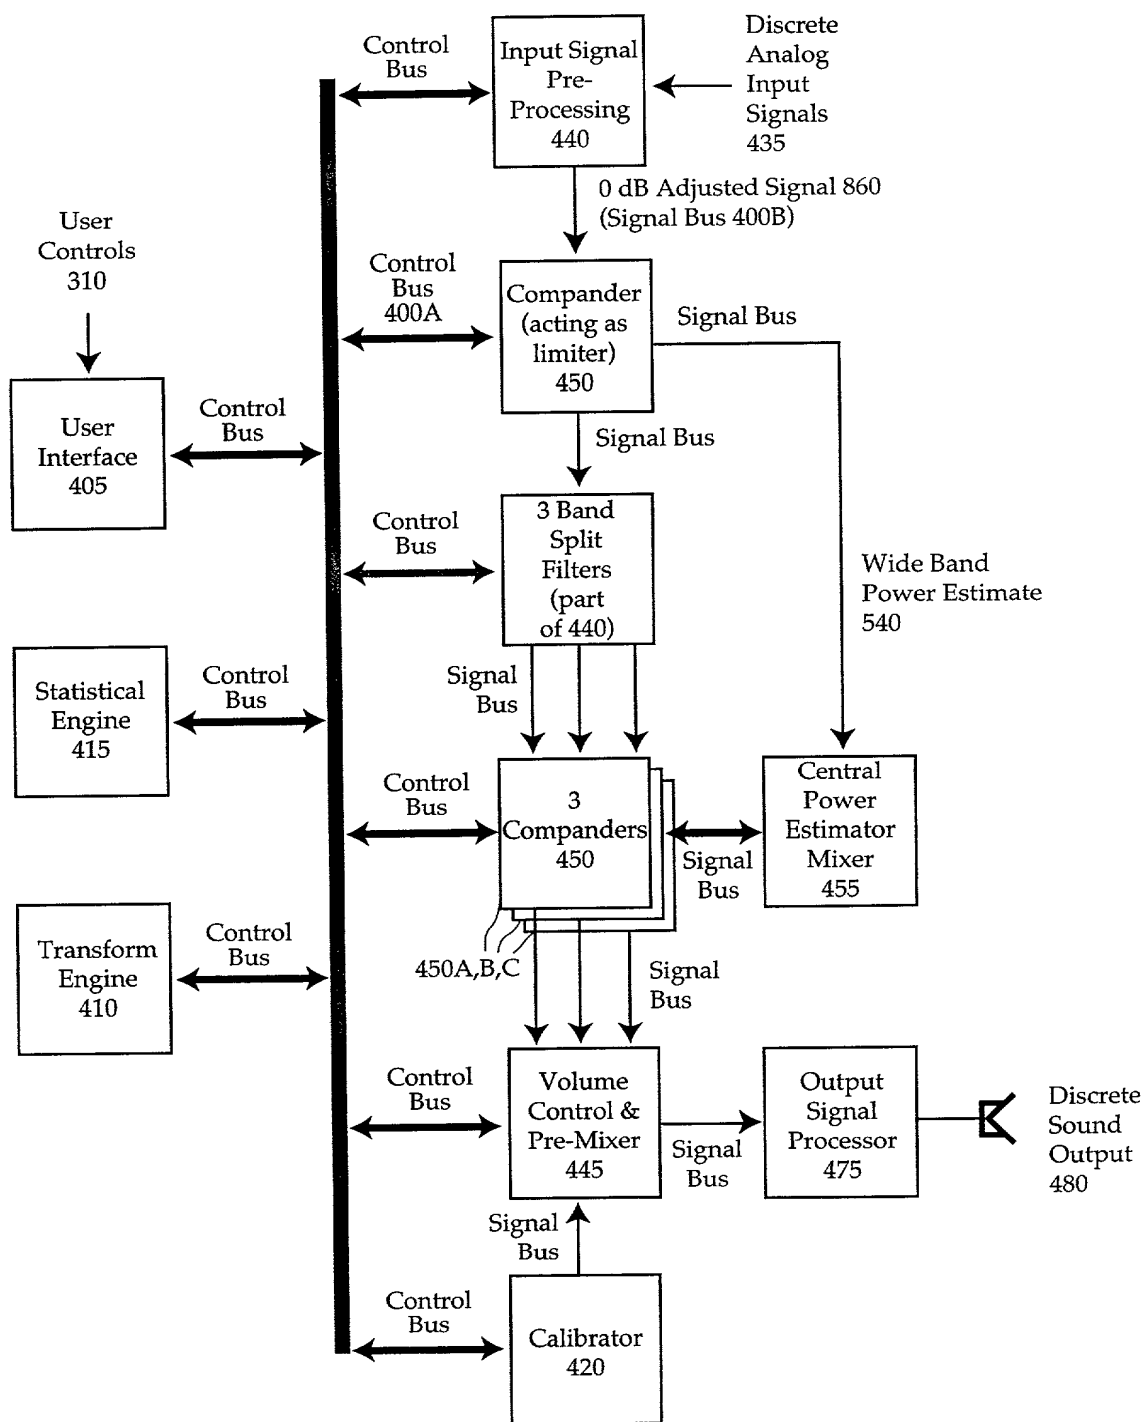 Control
Bus
Input Signal
Pre-
Processing
440
Discrete
Analog
Input
Signals
435
0 dB Adjusted Signal 860
(Signal Bus 400B)
User
Controls
310
Control
Bus
400A
Compander
(acting as
limiter)
450
Signal Bus
User
Interface
405
Control
Bus
Signal Bus
Control
Bus
3 Band
Split
Filters
(part
of 440)
Wide Band
Power Estimate
540
Statistical
Engine
415
Control
Bus
Signal
Bus
Control
Bus
3
Companders
450
Signal
Bus
Central
Power
Estimator
Mixer
455
Transform
Engine
410
Control
Bus
450A,B,C
Signal
Bus
Control
Bus
Volume
Control &
Pre-Mixer
445
Signal
Bus
Output
Signal
Processor
475
Discrete
Sound
Output
480
Signal
Bus
Control
Bus
Calibrator
420